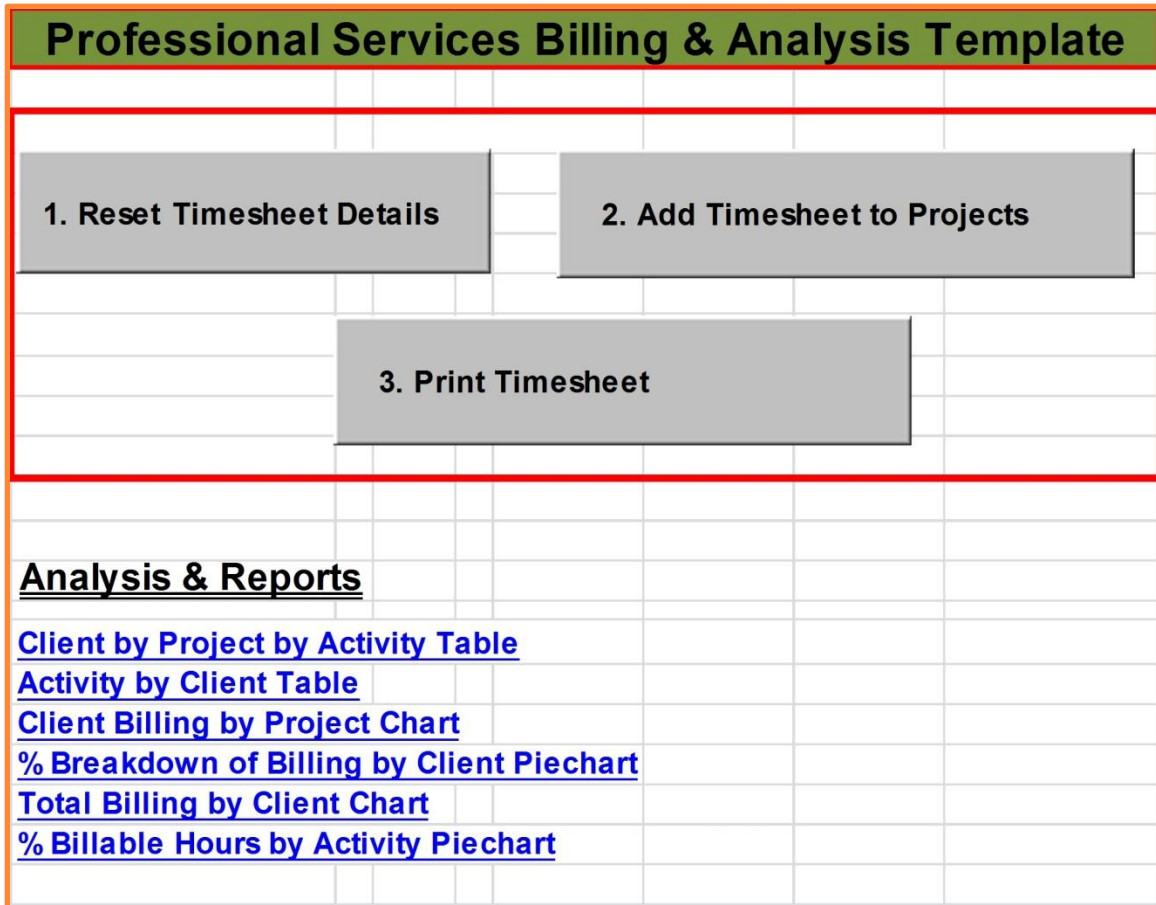 Professional Services Billing & Analysis Template
1. Reset Timesheet Details
2. Add Timesheet to Projects
3. Print Timesheet
Analysis & Reports
Client by Project by Activity Table
Activity by Client Table
Client Billing by Project Chart
% Breakdown of Billing by Client Piechart
Total Billing by Client Chart
% Billable Hours by Activity Piechart